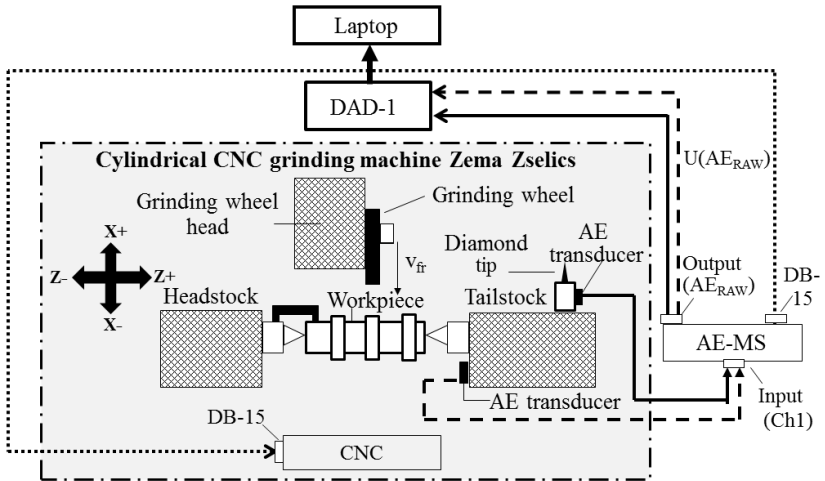 Laptop
DAD-1
Cylindrical CNC grinding machine Zema Zselics
U(AE_RAW)
Grinding wheel
head
Grinding wheel
X+
Z-
Z+
X-
v_fr
Diamond
tip
AE
transducer
Headstock
Workpiece
Tailstock
Output
(AE_RAW)
DB-
15
AE-MS
AE transducer
Input
(Ch1)
DB-15
CNC